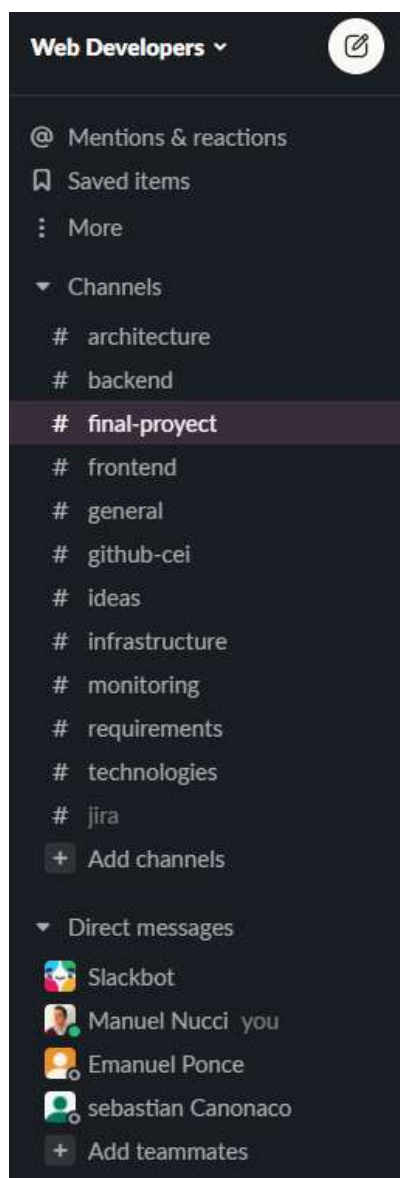 Web Developers
@ Mentions & reactions
Saved items
More
Channels
# architecture
# backend
# final-proyect
# frontend
# general
# github-cei
# ideas
# infrastructure
# monitoring
# requirements
# technologies
# jira
+ Add channels
Direct messages
Slackbot
Manuel Nucci you
Emanuel Ponce
sebastian Canonaco
+ Add teammates